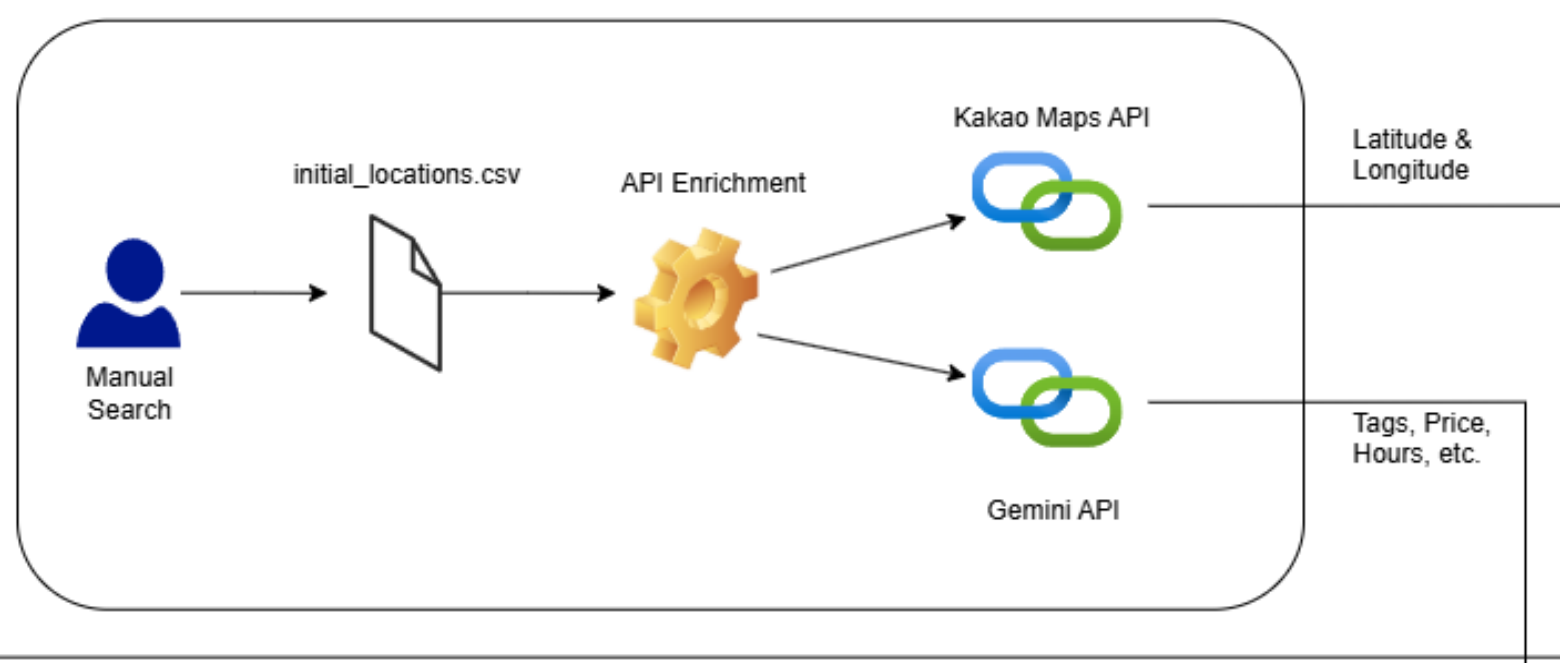 Manual
Search
initial_locations.csv
API Enrichment
Kakao Maps API
Gemini API
Latitude &
Longitude
Tags, Price,
Hours, etc.